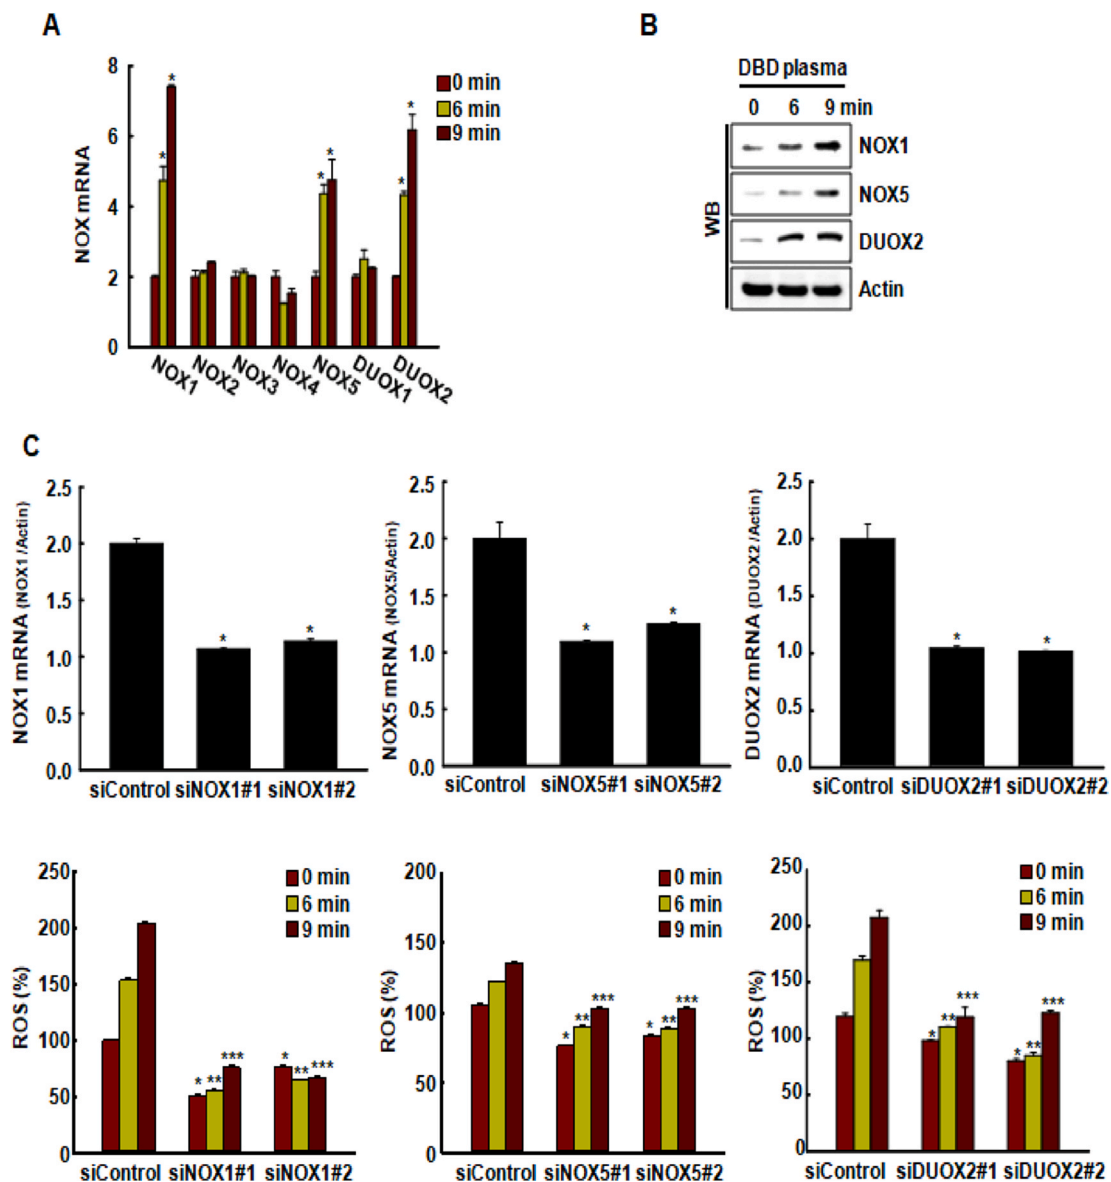 A
NOX mRNA
8
6
4
2
0
* * * * * *
0 min
6 min
9 min
NOX1 NOX2 NOX3 NOX4 NOX5 DUOX1 DUOX2
B
DBD plasma
0 6 9 min
WB
NOX1
NOX5
DUOX2
Actin
C
NOX1 mRNA (NOX1/Actin)
2.5
2.0
1.5
1.0
0.5
0.0
* *
siControl siNOX1#1 siNOX1#2
NOX5 mRNA (NOX5/Actin)
2.5
2.0
1.5
1.0
0.5
0.0
* *
siControl siNOX5#1 siNOX5#2
DUOX2 mRNA (DUOX2/Actin)
2.5
2.0
1.5
1.0
0.5
0.0
* *
siControl siDUOX2#1 siDUOX2#2
ROS (%)
250
200
150
100
50
0
0 min
6 min
9 min
* ** *** * ** ***
siControl siNOX1#1 siNOX1#2
ROS (%)
200
150
100
50
0
0 min
6 min
9 min
* ** *** * ** ***
siControl siNOX5#1 siNOX5#2
ROS (%)
250
200
150
100
50
0
0 min
6 min
9 min
* ** *** * ** ***
siControl siDUOX2#1 siDUOX2#2